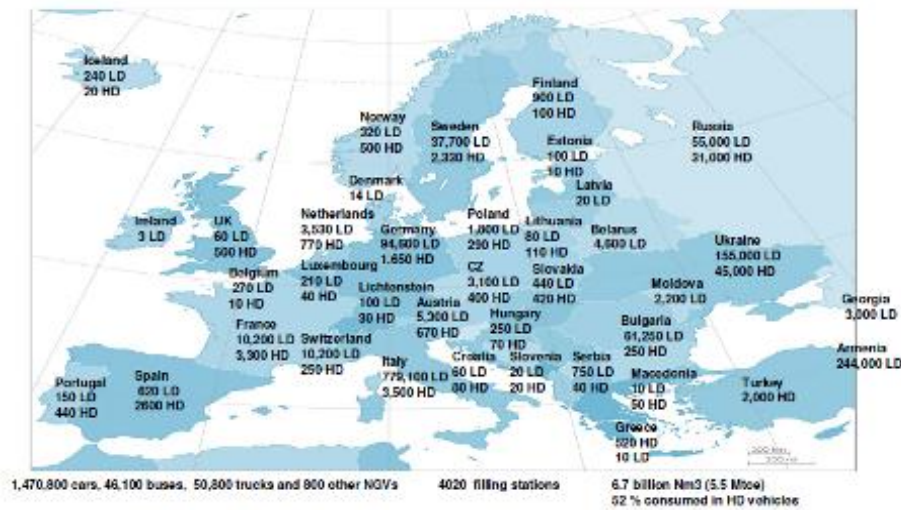 Iceland
240 LD
20 HD
Finland
900 LD
100 HD
Norway
320 LD
500 HD
Sweden
37,700 LD
2,330 HD
Russia
55,000 LD
31,000 HD
Estonia
100 LD
10 HD
Denmark
14 LD
Latvia
20 LD
Ireland
3 LD
UK
60 LD
500 HD
Netherlands
3,530 LD
770 HD
Germany
94,600 LD
1.650 HD
Poland
1,800 LD
290 HD
Lithuania
80 LD
110 HD
Belarus
4,600 LD
Ukraine
155,000 LD
45,000 HD
Belgium
270 LD
10 HD
Luxembourg
210 LD
40 HD
Lichtenstein
100 LD
30 HD
CZ
3,100 LD
400 HD
Slovakia
440 LD
420 HD
Moldova
2,200 LD
Georgia
3,000 LD
France
10,200 LD
3,300 HD
Switzerland
10,200 LD
250 HD
Austria
5,300 LD
670 HD
Hungary
250 LD
70 HD
Bulgaria
61,250 LD
250 HD
Armenia
244,000 LD
Portugal
150 LD
440 HD
Spain
620 LD
2600 HD
Italy
779,100 LD
3,500 HD
Croatia
60 LD
80 HD
Slovenia
20 LD
20 HD
Serbia
750 LD
40 HD
Macedonia
10 LD
50 HD
Turkey
2,000 HD
Greece
520 HD
10 LD
1,470,800 cars, 46,100 buses, 50,800 trucks and 800 other NGVs
4020 filling stations
6.7 billion Nm3 (5.5 Mtoe)
52 % consumed in HD vehicles